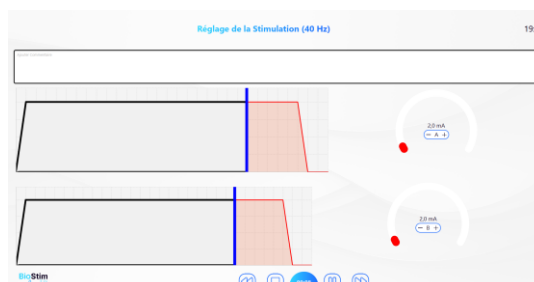 Réglage de la Stimulation (40 Hz)
19:
2,0 mA
− A +
2,0 mA
− B +
BioStim